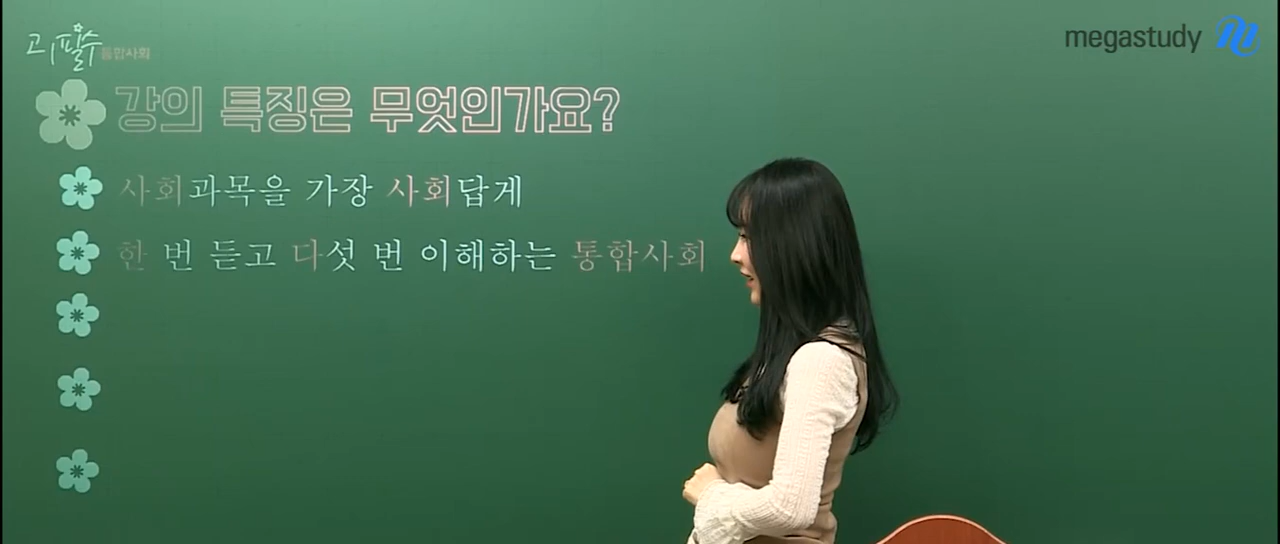 고1필수 통합사회
megastudy
강의 특징은 무엇인가요?
사회과목을 가장 사회답게
한 번 듣고 다섯 번 이해하는 통합사회